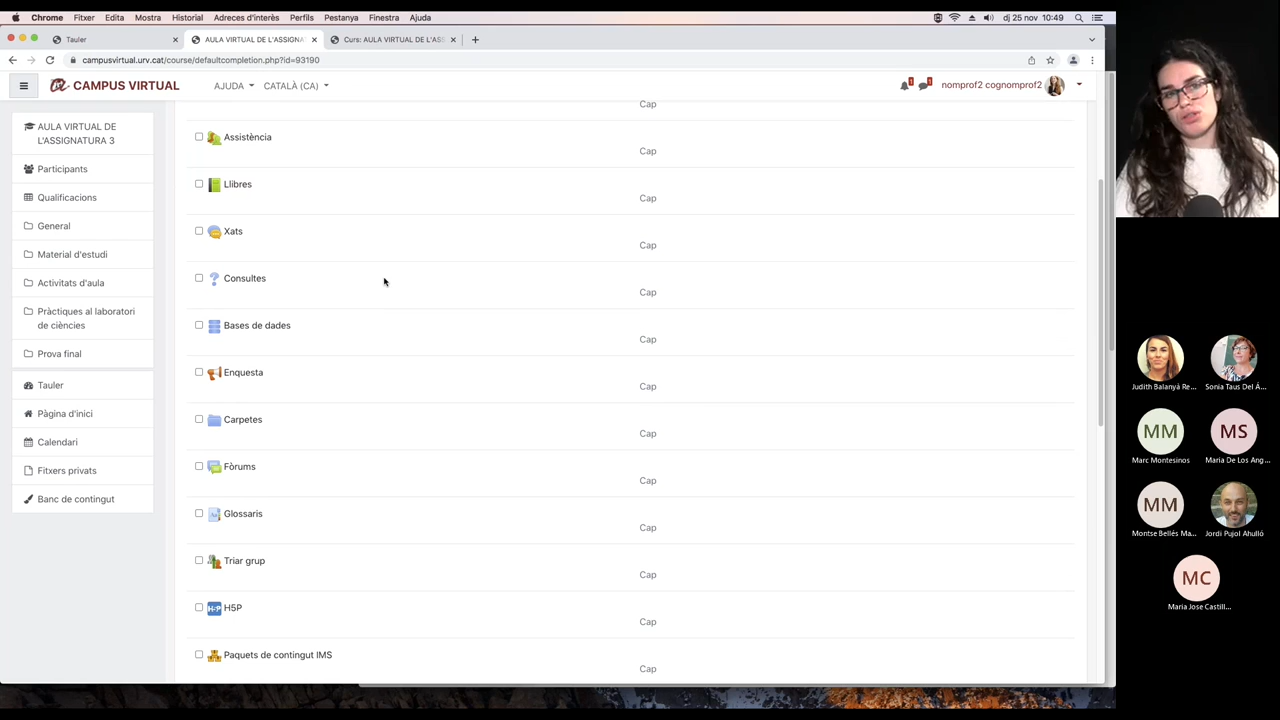 Chrome Fitxer Edita Mostra Historial Adreces d'interès Perfils Pestanya Finestra Ajuda dj 25 nov 10:49
Tauler
AULA VIRTUAL DE L'ASSIGNA
Curs: AULA VIRTUAL DE L'ASS
campusvirtual.urv.cat/course/defaultcompletion.php?id=93190
CAMPUS VIRTUAL AJUDA CATALÀ (CA) 1 1 nomprof2 cognomprof2
AULA VIRTUAL DE
L'ASSIGNATURA 3
Participants
Qualificacions
General
Material d'estudi
Activitats d'aula
Pràctiques al laboratori
de ciències
Prova final
Tauler
Pàgina d'inici
Calendari
Fitxers privats
Banc de contingut
Cap
Assistència
Cap
Llibres
Cap
Xats
Cap
Consultes
Cap
Bases de dades
Cap
Enquesta
Cap
Carpetes
Cap
Fòrums
Cap
Glossaris
Cap
Triar grup
Cap
H5P
H-P
Cap
Paquets de contingut IMS
Cap
Judith Balanyà Re...
Sonia Taus Del Á...
MM
Marc Montesinos
MS
Maria De Los Ang...
MM
Montse Bellés Ma...
Jordi Pujol Ahulló
MC
Maria Jose Castill...